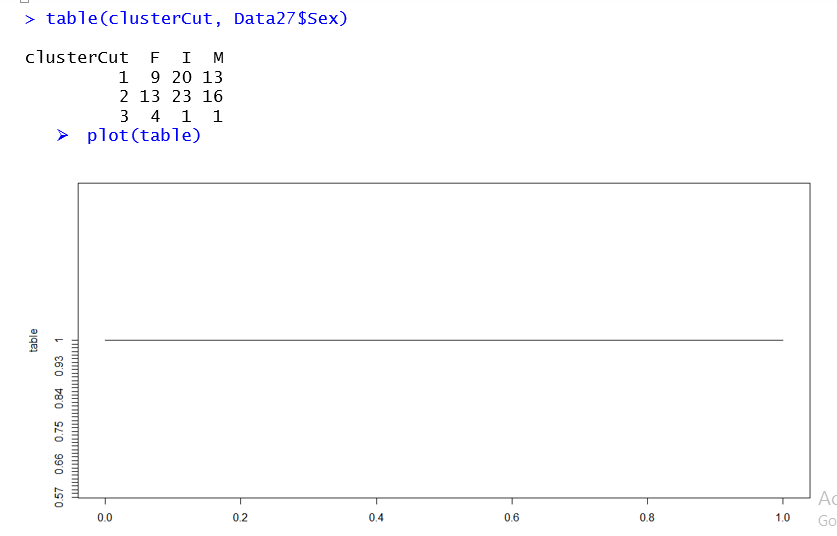 > table(clusterCut, Data27$Sex)
clusterCut  F  I  M
         1  9 20 13
         2 13 23 16
         3  4  1  1
➢ plot(table)
table
1
0.93
0.84
0.75
0.66
0.57
0.0 0.2 0.4 0.6 0.8 1.0
Ac
Go